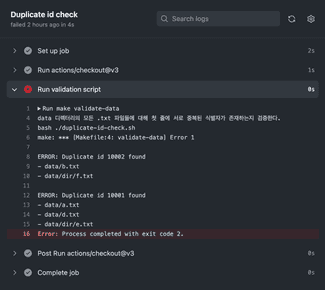 Duplicate id check
failed 2 hours ago in 4s
Search logs
Set up job 2s
Run actions/checkout@v3 1s
Run validation script 0s
1 Run make validate-data
4 data 디렉터리의 모든 .txt 파일들에 대해 첫 줄에 서로 중복된 식별자가 존재하는지 검증한다.
5 bash ./duplicate-id-check.sh
6 make: *** [Makefile:4: validate-data] Error 1
7
8 ERROR: Duplicate id 10002 found
9 - data/b.txt
10 - data/dir/f.txt
11
12 ERROR: Duplicate id 10001 found
13 - data/a.txt
14 - data/d.txt
15 - data/dir/e.txt
16 Error: Process completed with exit code 2.
Post Run actions/checkout@v3 0s
Complete job 0s